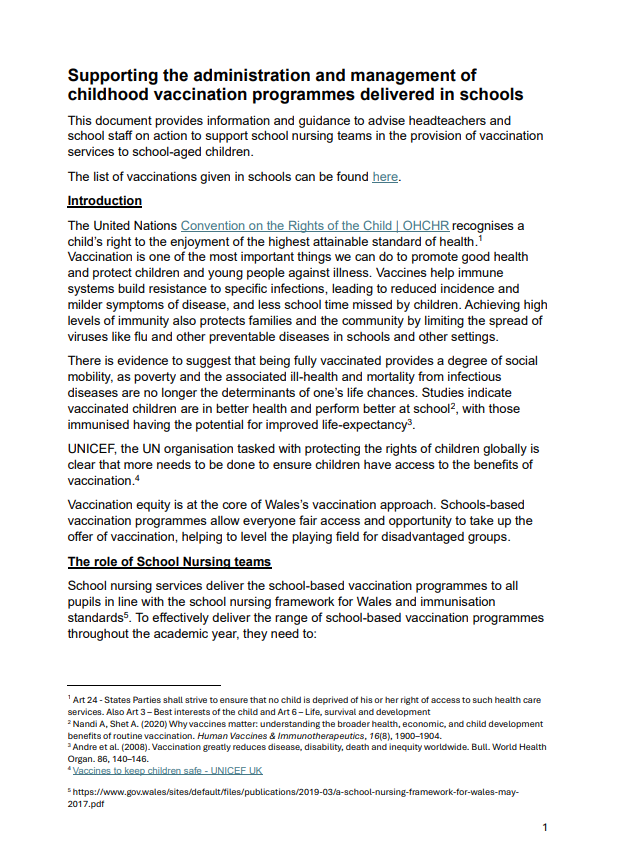 Supporting the administration and management of
childhood vaccination programmes delivered in schools
This document provides information and guidance to advise headteachers and
school staff on action to support school nursing teams in the provision of vaccination
services to school-aged children.
The list of vaccinations given in schools can be found here.
Introduction
The United Nations Convention on the Rights of the Child | OHCHR recognises a
child’s right to the enjoyment of the highest attainable standard of health.¹
Vaccination is one of the most important things we can do to promote good health
and protect children and young people against illness. Vaccines help immune
systems build resistance to specific infections, leading to reduced incidence and
milder symptoms of disease, and less school time missed by children. Achieving high
levels of immunity also protects families and the community by limiting the spread of
viruses like flu and other preventable diseases in schools and other settings.
There is evidence to suggest that being fully vaccinated provides a degree of social
mobility, as poverty and the associated ill-health and mortality from infectious
diseases are no longer the determinants of one’s life chances. Studies indicate
vaccinated children are in better health and perform better at school², with those
immunised having the potential for improved life-expectancy³.
UNICEF, the UN organisation tasked with protecting the rights of children globally is
clear that more needs to be done to ensure children have access to the benefits of
vaccination.⁴
Vaccination equity is at the core of Wales’s vaccination approach. Schools-based
vaccination programmes allow everyone fair access and opportunity to take up the
offer of vaccination, helping to level the playing field for disadvantaged groups.
The role of School Nursing teams
School nursing services deliver the school-based vaccination programmes to all
pupils in line with the school nursing framework for Wales and immunisation
standards⁵. To effectively deliver the range of school-based vaccination programmes
throughout the academic year, they need to:
¹ Art 24 - States Parties shall strive to ensure that no child is deprived of his or her right of access to such health care
services. Also Art 3 – Best interests of the child and Art 6 – Life, survival and development
² Nandi A, Shet A. (2020) Why vaccines matter: understanding the broader health, economic, and child development
benefits of routine vaccination. Human Vaccines & Immunotherapeutics, 16(8), 1900–1904.
³ Andre et al. (2008). Vaccination greatly reduces disease, disability, death and inequity worldwide. Bull. World Health
Organ. 86, 140–146.
⁴ Vaccines to keep children safe - UNICEF UK
⁵ https://www.gov.wales/sites/default/files/publications/2019-03/a-school-nursing-framework-for-wales-may-
2017.pdf
1